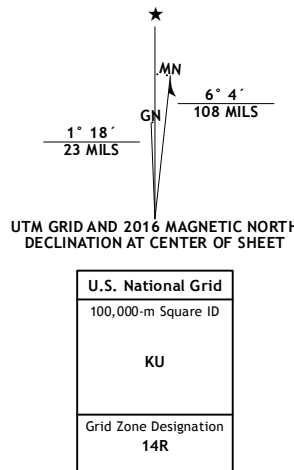 MN
GN
6° 4´
108 MILS
1° 18´
23 MILS
UTM GRID AND 2016 MAGNETIC NORTH
DECLINATION AT CENTER OF SHEET
U.S. National Grid
100,000-m Square ID
KU
Grid Zone Designation
14R